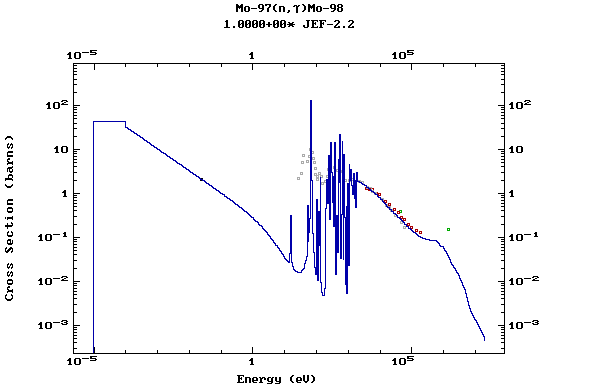 Mo-97(n,γ)Mo-98
1.0000+00* JEF-2.2
10⁻⁵ 1 10⁵
10² 10²
10 10
1 1
10⁻¹ 10⁻¹
10⁻² 10⁻²
10⁻³ 10⁻³
Cross Section (barns)
10⁻⁵ 1 10⁵
Energy (eV)